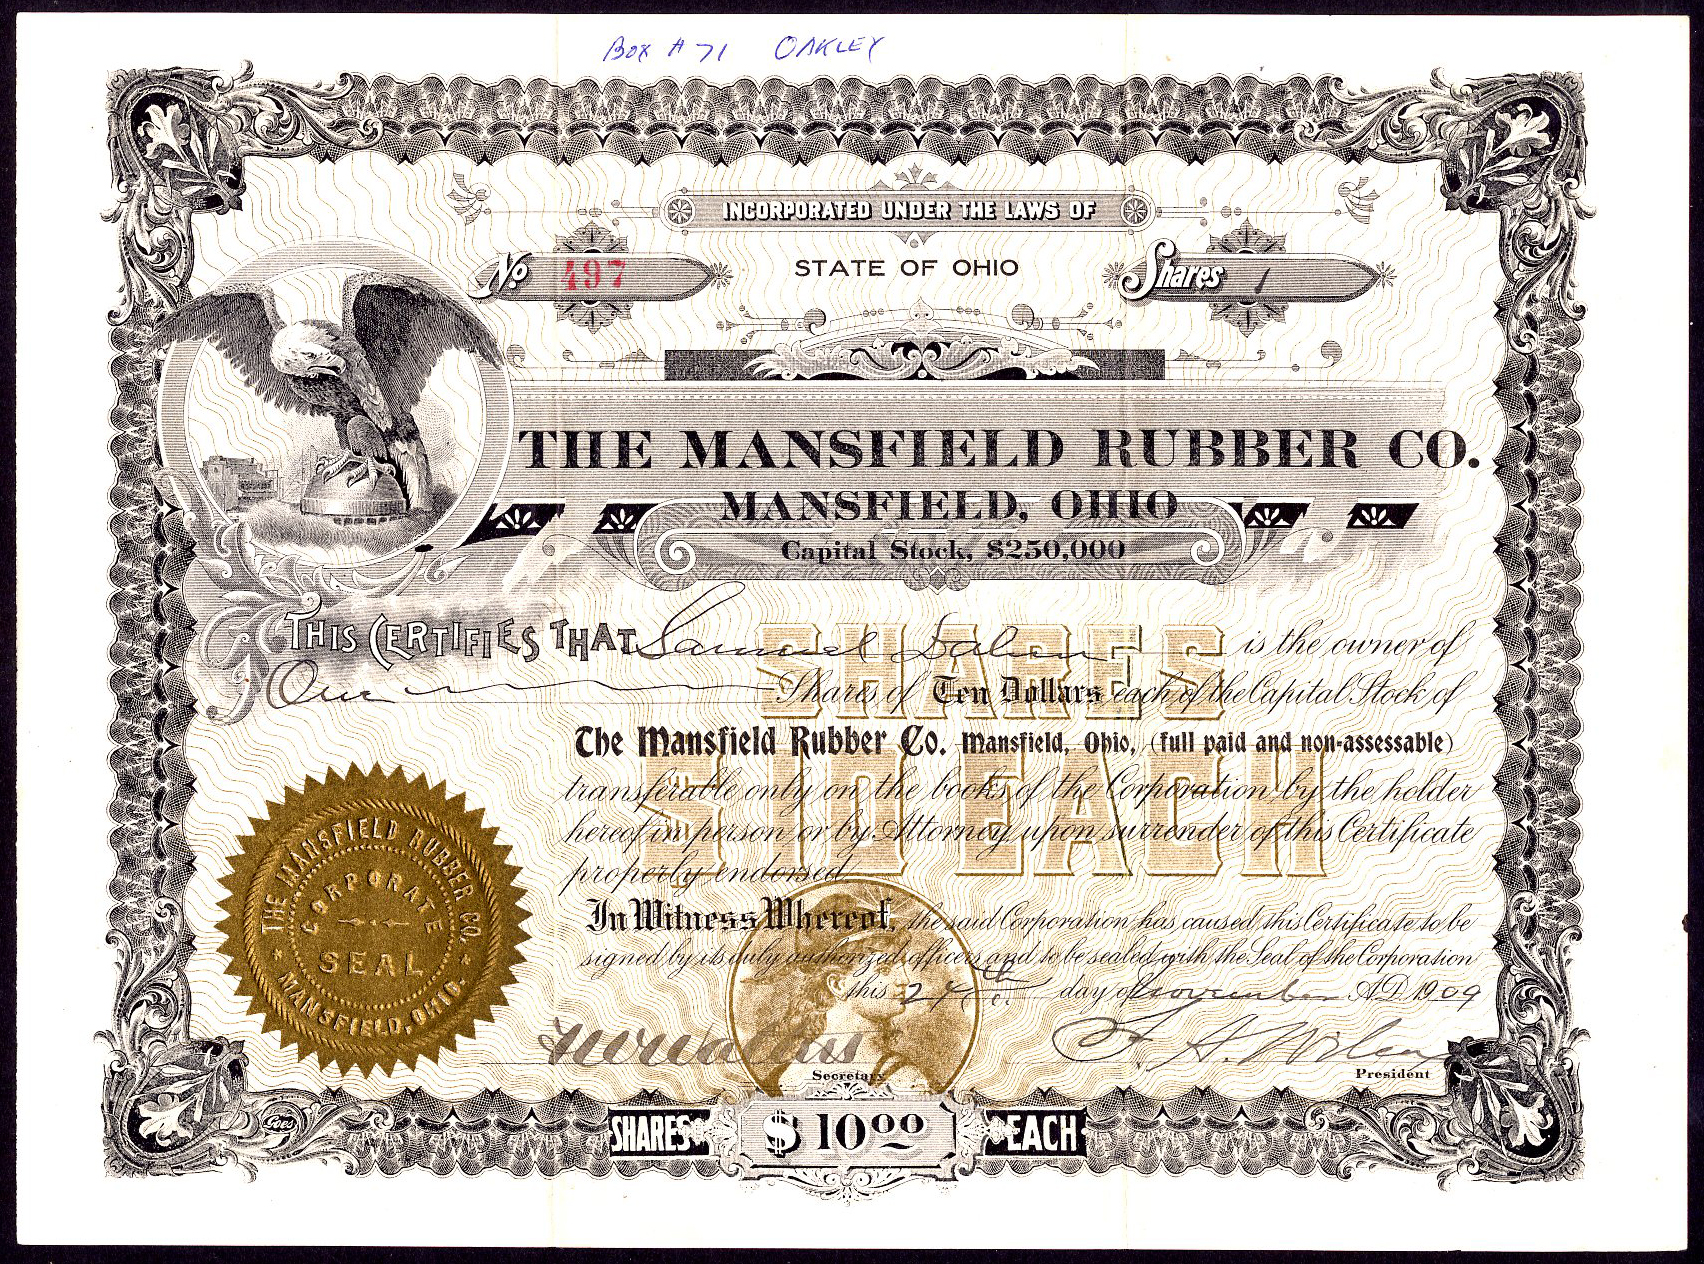 Box # 71 OAKLEY
INCORPORATED UNDER THE LAWS OF
No 497
STATE OF OHIO
Shares 1
THE MANSFIELD RUBBER CO.
MANSFIELD, OHIO
Capital Stock, $250,000
THIS CERTIFIES THAT Samuel is the owner of
One Shares of Ten Dollars each of the Capital Stock of
The Mansfield Rubber Co. Mansfield, Ohio, (full paid and non-assessable)
transferable only on the books of the Corporation by the holder
hereof in person or by Attorney upon surrender of this Certificate
properly endorsed.
SHARES
$10 EACH
In Witness Whereof, the said Corporation has caused this Certificate to be
signed by its duly authorized officers and to be sealed with the Seal of the Corporation
this 24th day of November A.D. 1909
F. A. Wilcox
Secretary
President
THE MANSFIELD RUBBER CO.
MANSFIELD, OHIO.
CORPORATE
SEAL
Goes
SHARES $10.00 EACH